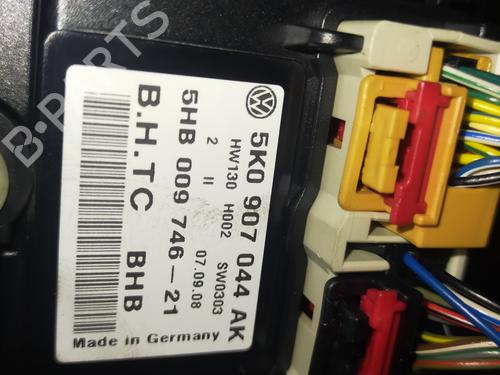 5K0 907 044 AK
HW130 H002 SW0303
2 II 07.09.08
5HB 009 746-21
B.H.TC BHB
Made in Germany
B-PARTS